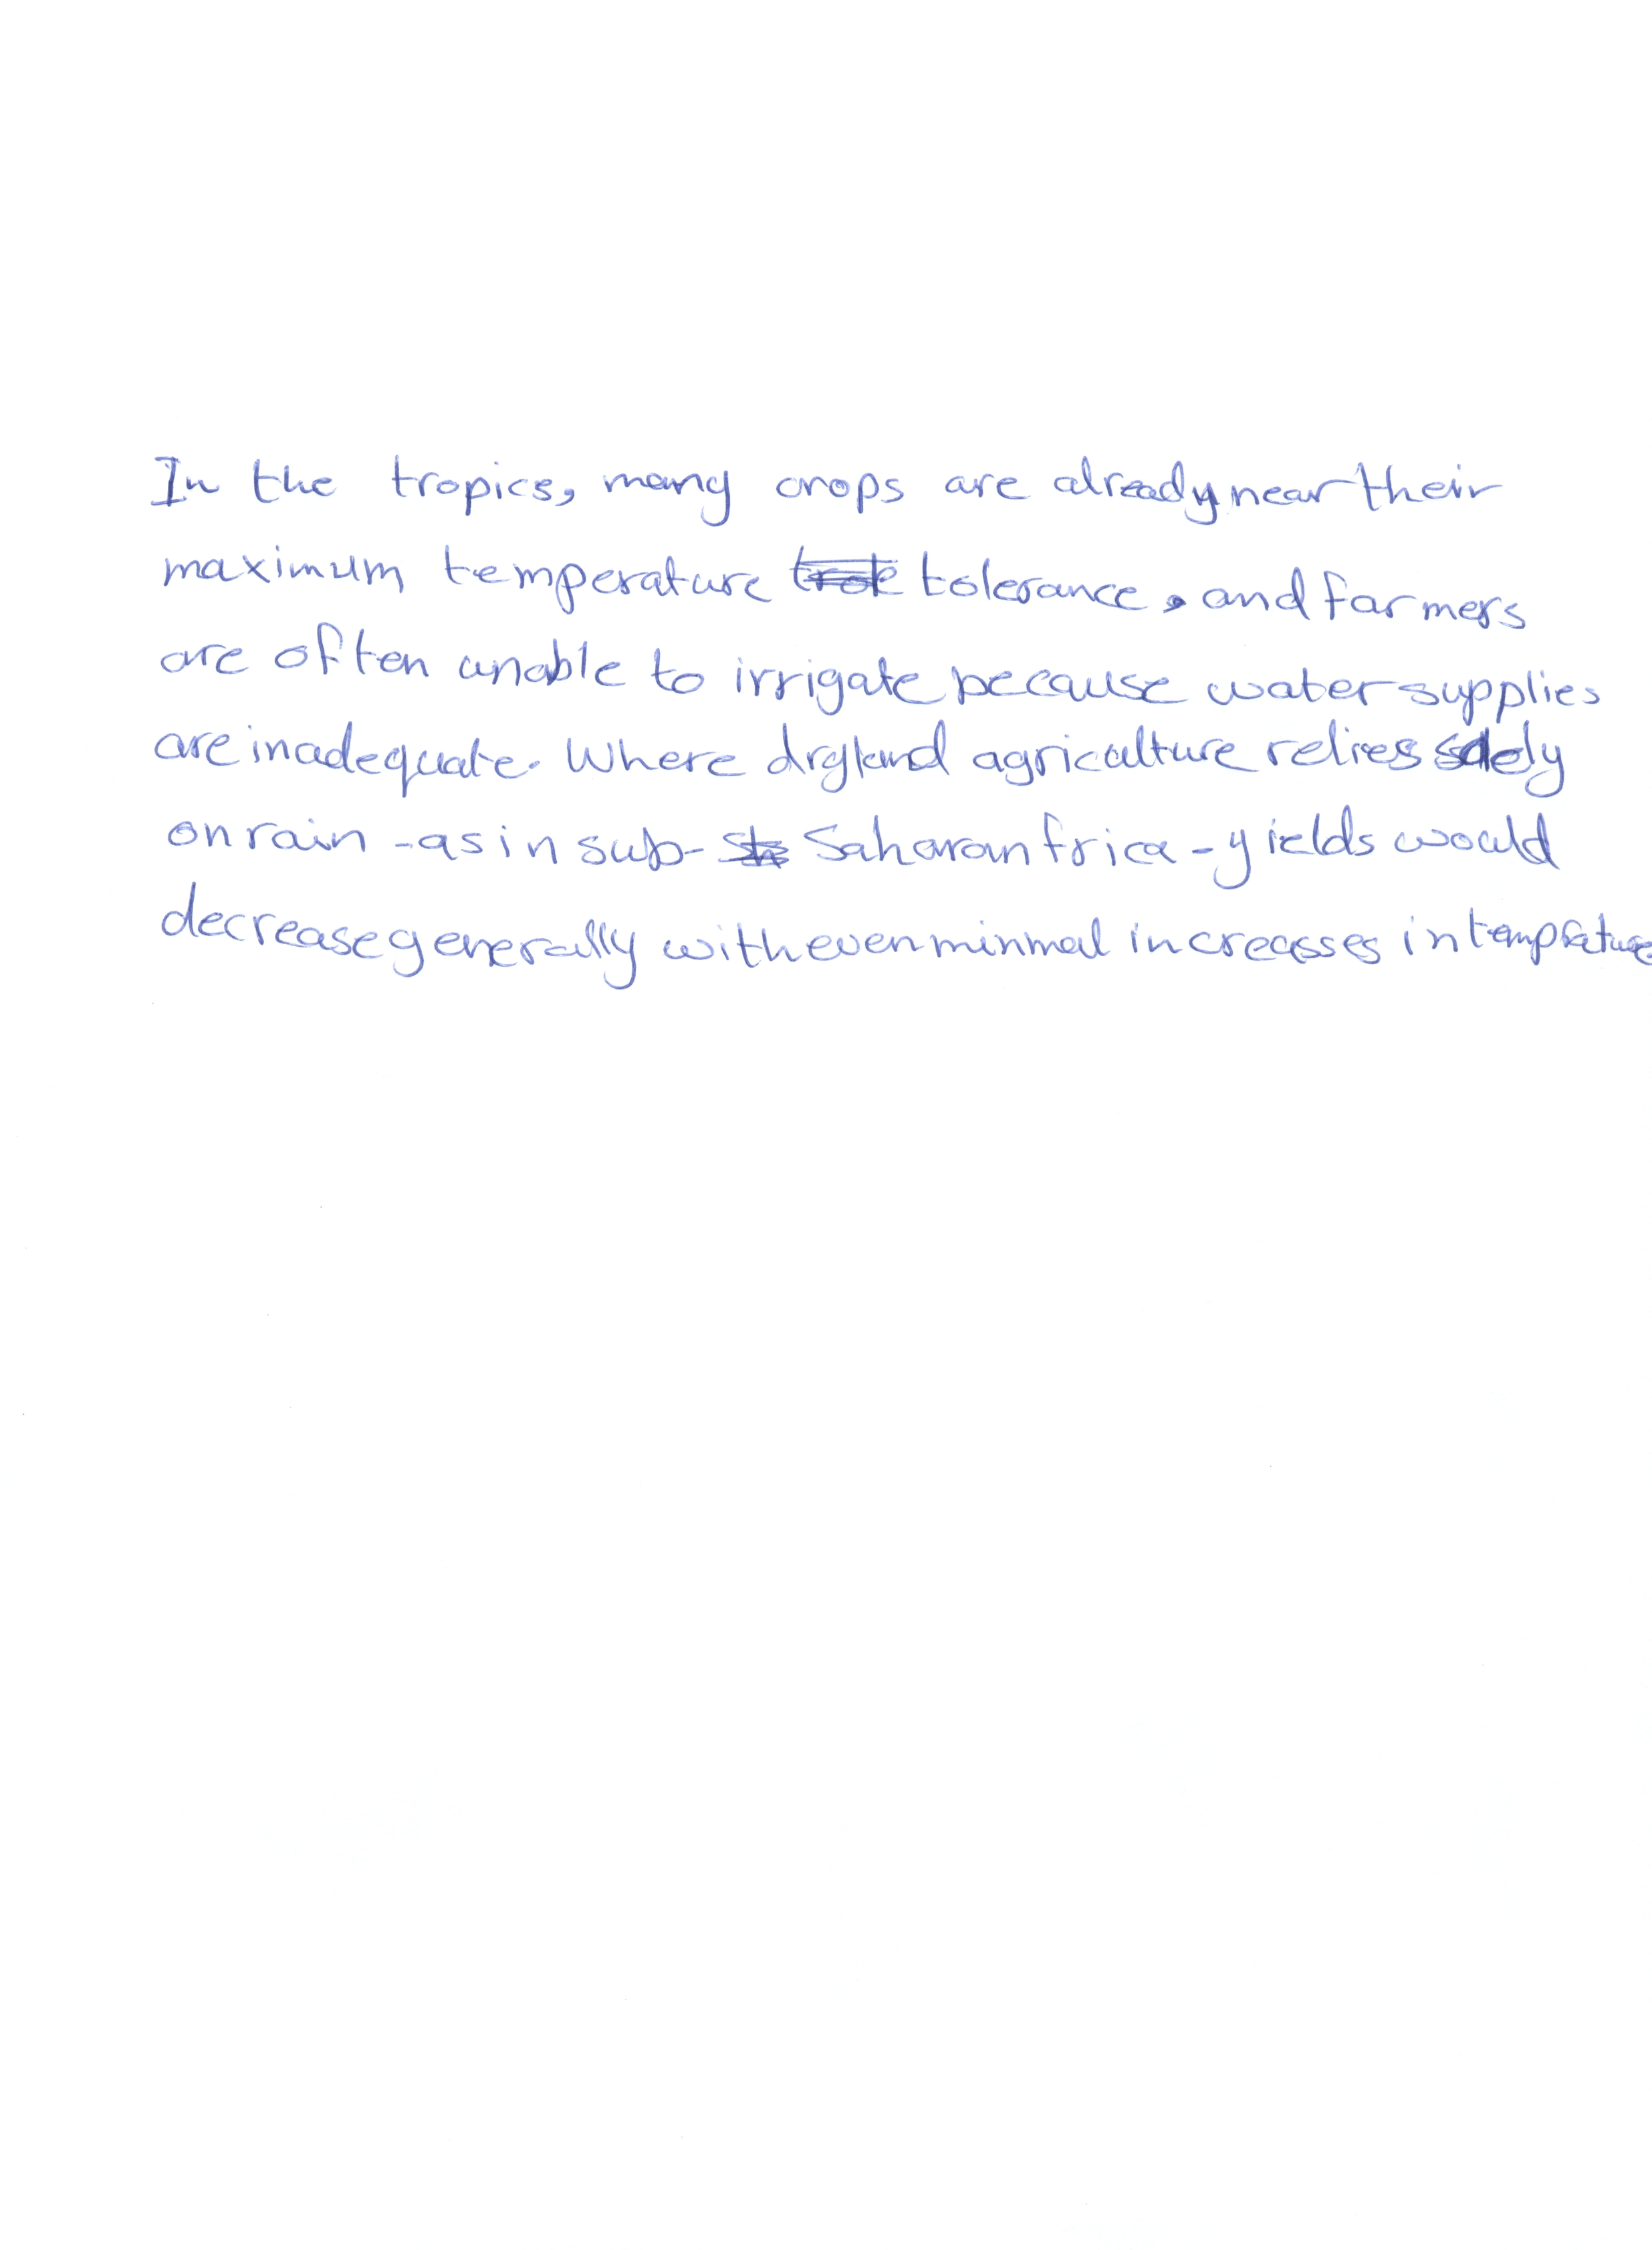 In the tropics, many crops are already near their
maximum temperature tolerance, and farmers
are often unable to irrigate because water supplies
are inadequate. Where dryland agriculture relies solely
on rain - as in sub- Saharan frica - yields would
decrease generally with even minmal increasses in temprature